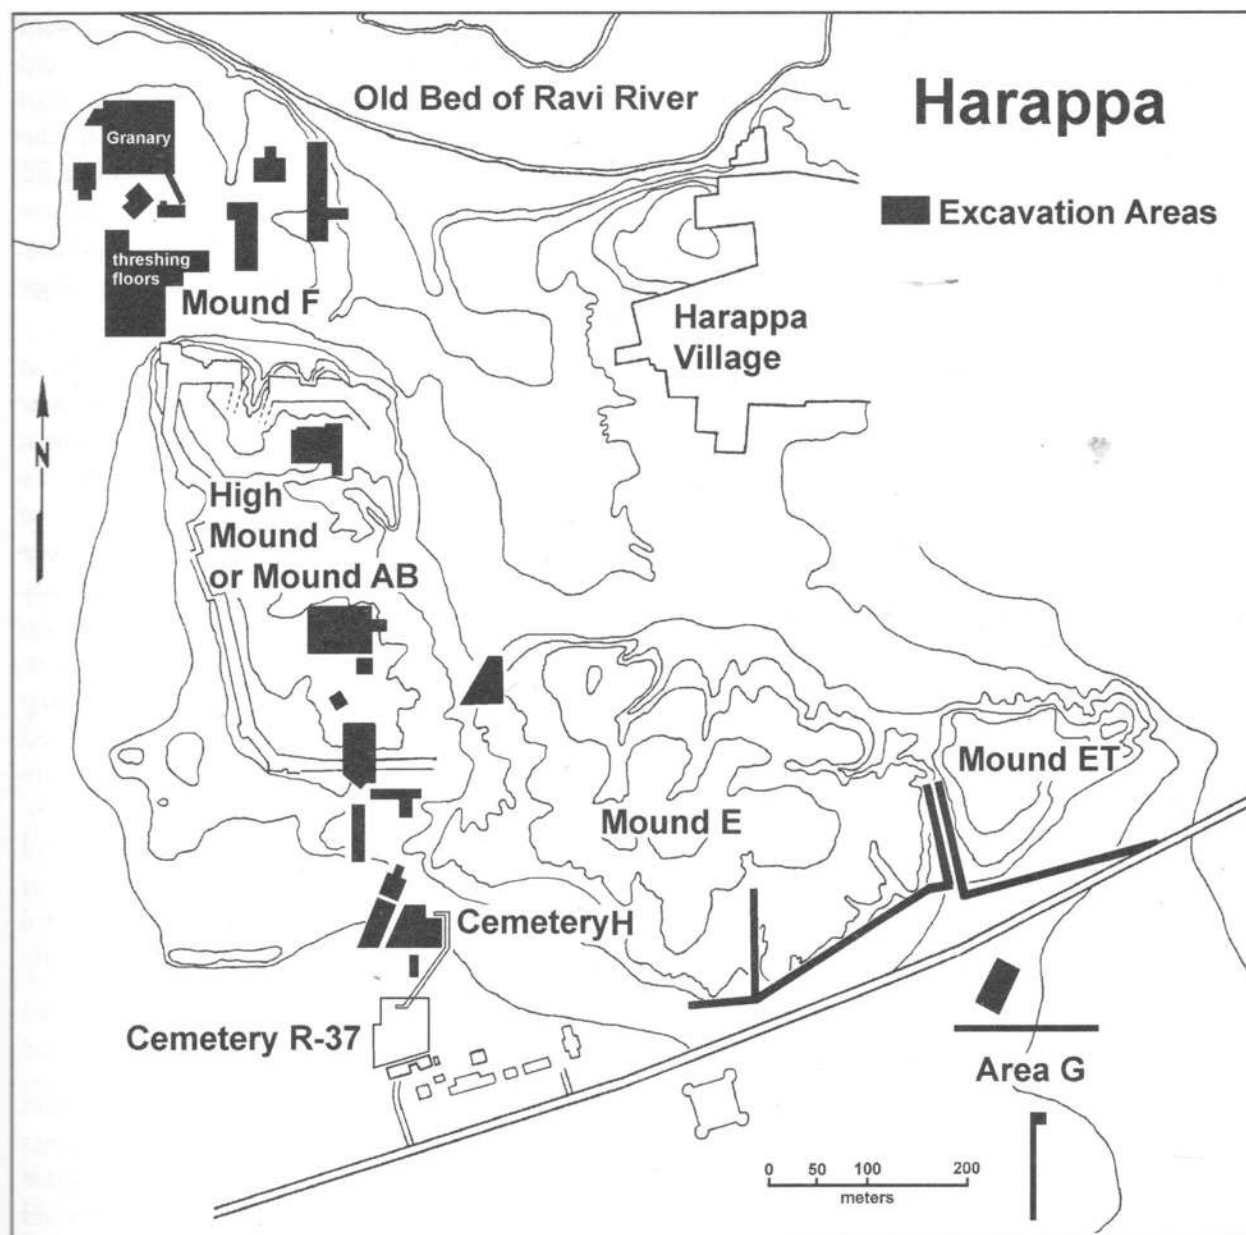 Harappa
Old Bed of Ravi River
Granary
Excavation Areas
threshing
floors
Mound F
Harappa
Village
N
High
Mound
or Mound AB
Mound ET
Mound E
CemeteryH
Cemetery R-37
Area G
0 50 100 200
meters